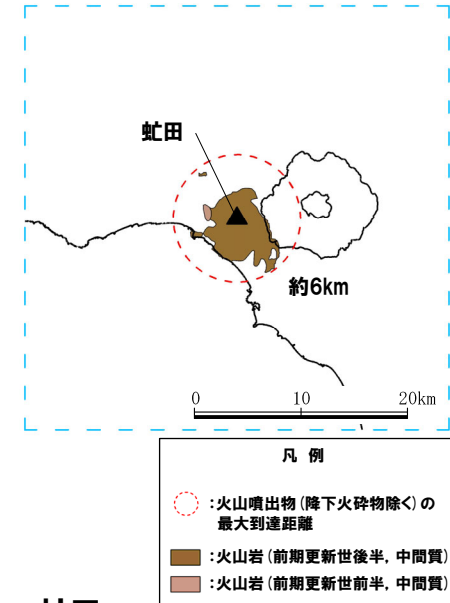 虻田
約6km
0 10 20km
凡 例
:火山噴出物(降下火砕物除く)の
最大到達距離
:火山岩(前期更新世後半, 中間質)
:火山岩(前期更新世前半, 中間質)